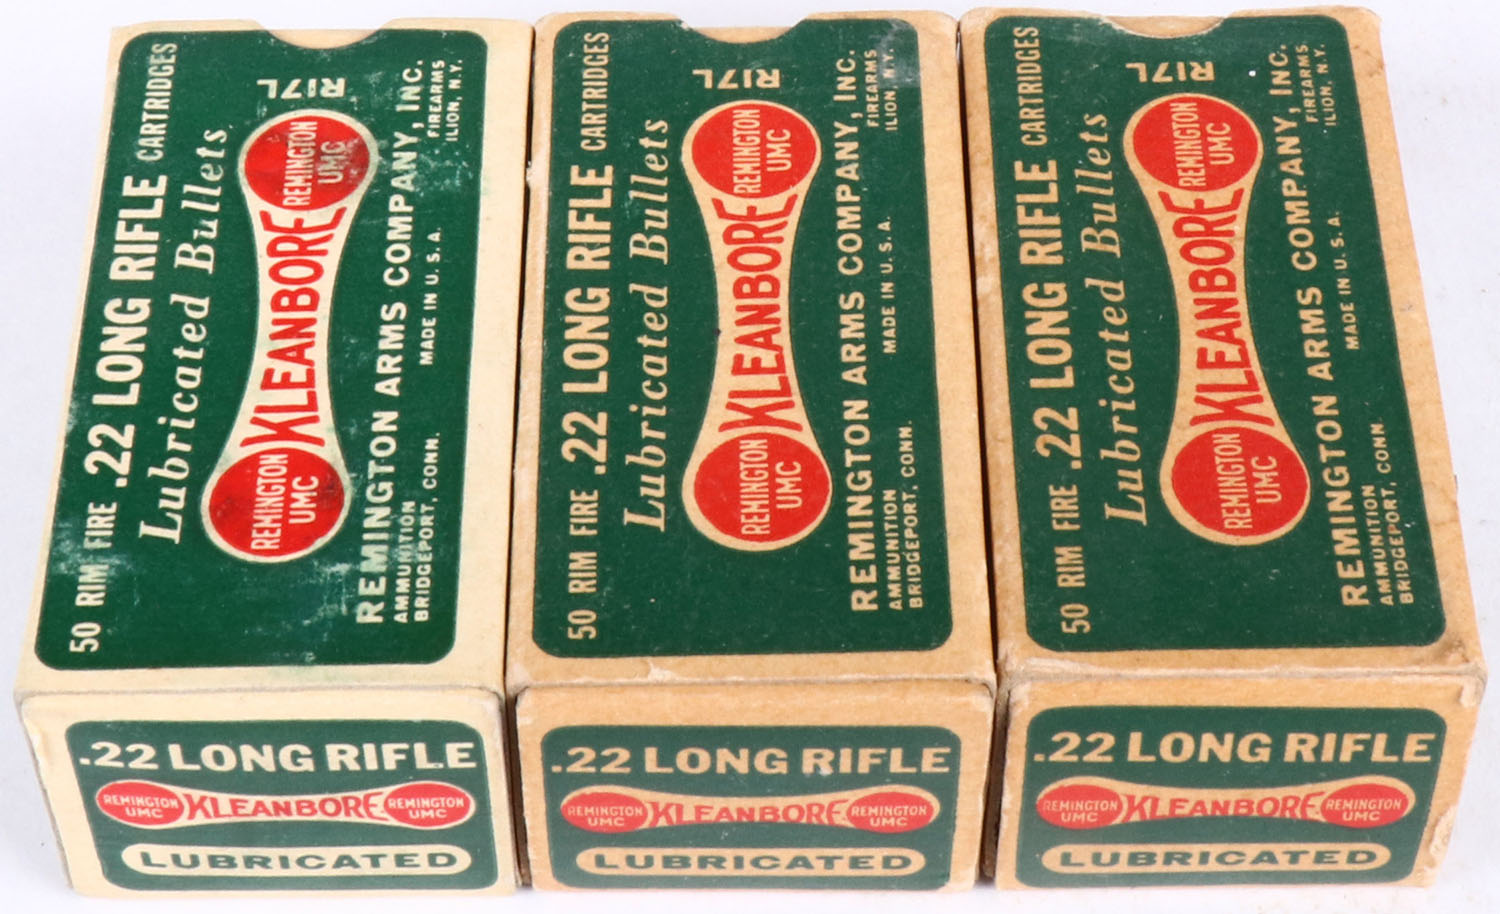 50 RIM FIRE .22 LONG RIFLE CARTRIDGES
Lubricated Bullets
R17L
REMINGTON
UMC
KLEANBORE
REMINGTON
UMC
REMINGTON ARMS COMPANY, INC.
AMMUNITION
BRIDGEPORT, CONN.
MADE IN U.S.A.
FIREARMS
ILION, N.Y.
.22 LONG RIFLE
REMINGTON
UMC
KLEANBORE
REMINGTON
UMC
LUBRICATED
50 RIM FIRE .22 LONG RIFLE CARTRIDGES
Lubricated Bullets
R17L
REMINGTON
UMC
KLEANBORE
REMINGTON
UMC
REMINGTON ARMS COMPANY, INC.
AMMUNITION
BRIDGEPORT, CONN.
MADE IN U.S.A.
FIREARMS
ILION, N.Y.
.22 LONG RIFLE
REMINGTON
UMC
KLEANBORE
REMINGTON
UMC
LUBRICATED
50 RIM FIRE .22 LONG RIFLE CARTRIDGES
Lubricated Bullets
R17L
REMINGTON
UMC
KLEANBORE
REMINGTON
UMC
REMINGTON ARMS COMPANY, INC.
AMMUNITION
BRIDGEPORT, CONN.
MADE IN U.S.A.
FIREARMS
ILION, N.Y.
.22 LONG RIFLE
REMINGTON
UMC
KLEANBORE
REMINGTON
UMC
LUBRICATED